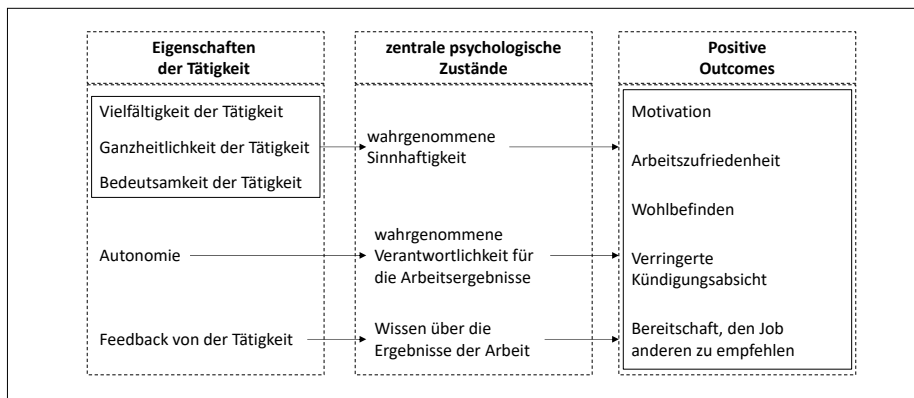 Eigenschaften
der Tätigkeit
Vielfältigkeit der Tätigkeit
Ganzheitlichkeit der Tätigkeit
Bedeutsamkeit der Tätigkeit
Autonomie
Feedback von der Tätigkeit
zentrale psychologische
Zustände
wahrgenommene
Sinnhaftigkeit
wahrgenommene
Verantwortlichkeit für
die Arbeitsergebnisse
Wissen über die
Ergebnisse der Arbeit
Positive
Outcomes
Motivation
Arbeitszufriedenheit
Wohlbefinden
Verringerte
Kündigungsabsicht
Bereitschaft, den Job
anderen zu empfehlen